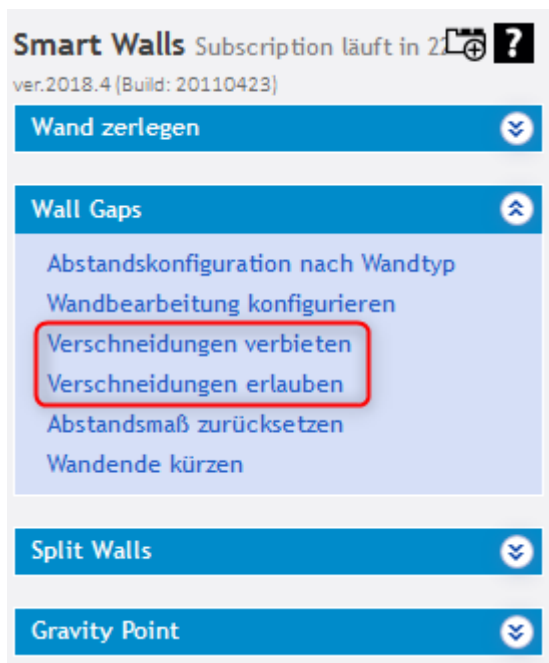 Smart Walls Subscription läuft in 22
ver.2018.4 (Build: 20110423)
Wand zerlegen
Wall Gaps
Abstandskonfiguration nach Wandtyp
Wandbearbeitung konfigurieren
Verschneidungen verbieten
Verschneidungen erlauben
Abstandsmaß zurücksetzen
Wandende kürzen
Split Walls
Gravity Point